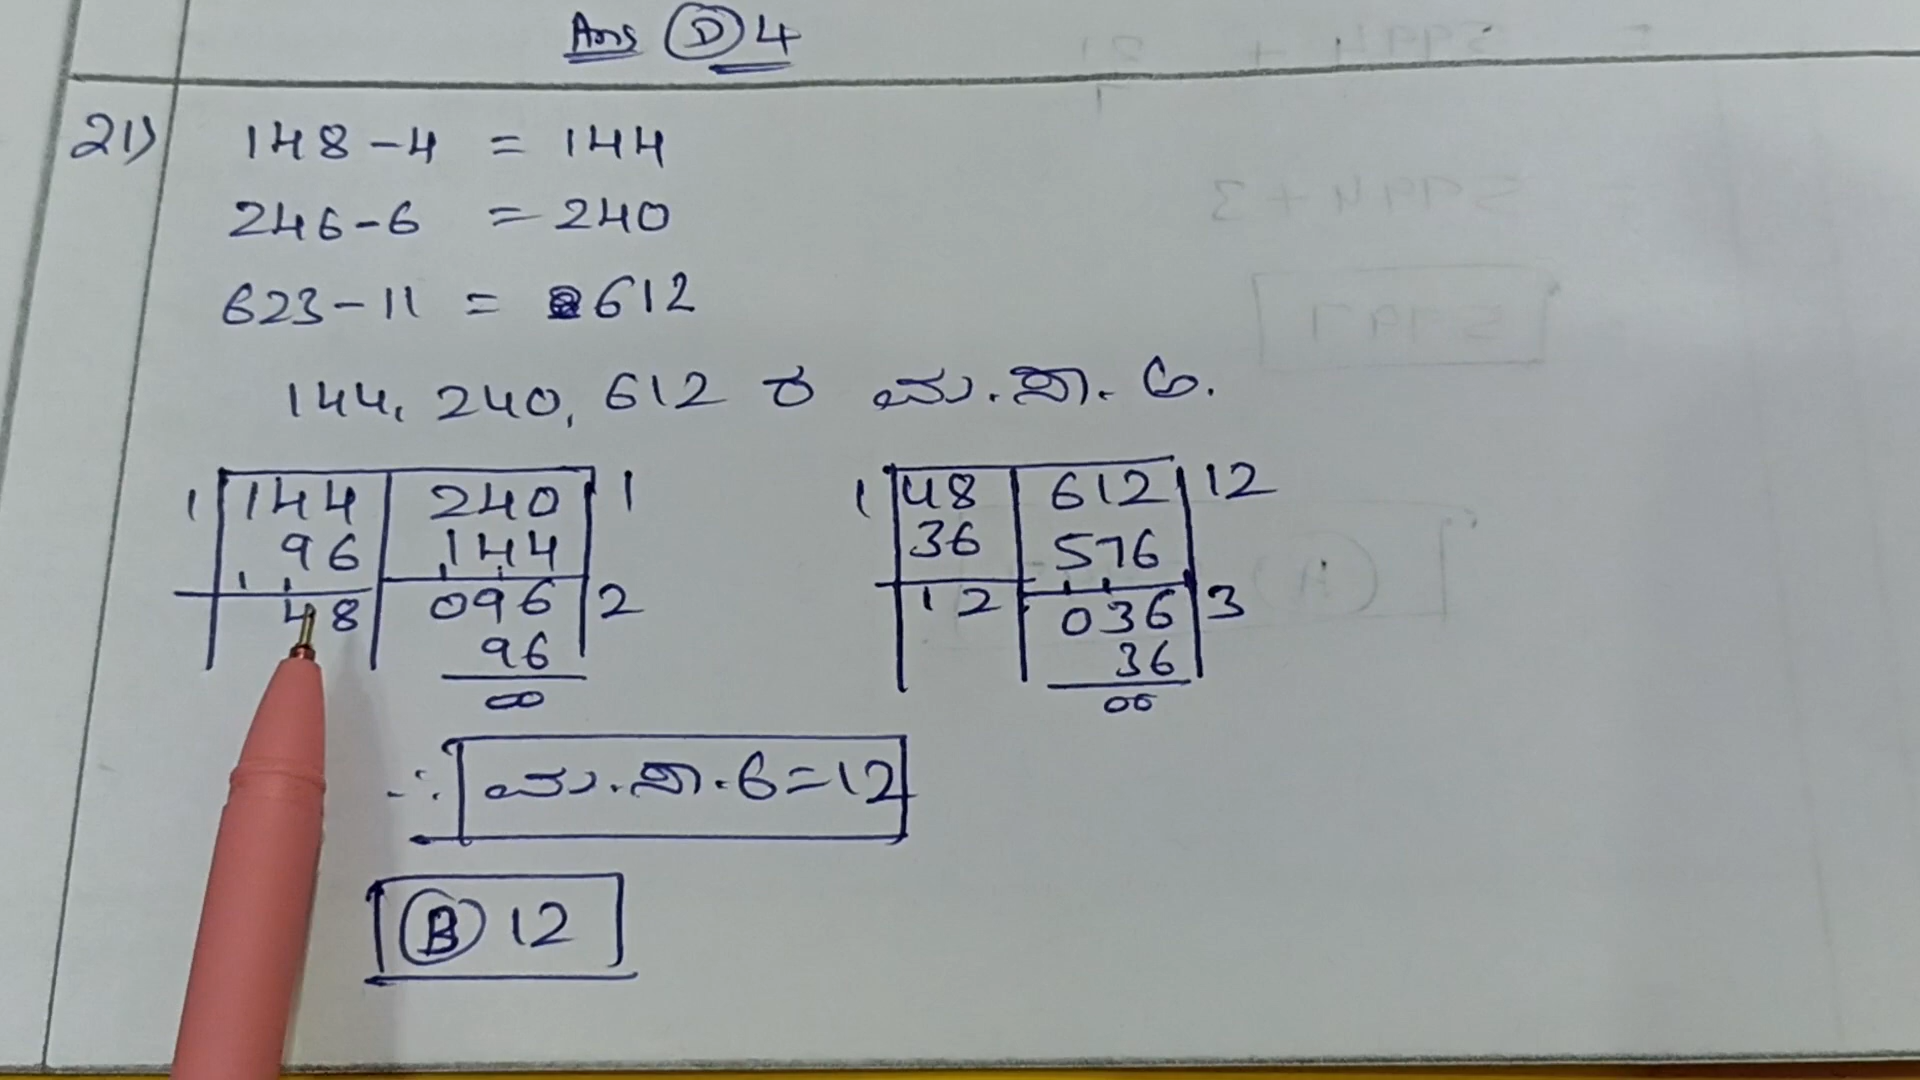 Ans (D) 4
21) 148-4 = 144
246-6 = 240
623-11 = 612
144, 240, 612 ರ ಮ.ಸಾ.ಅ.
1 | 144 | 240 | 1
96 | 144
48 | 096 | 2
96
00
1 | 48 | 612 | 12
36 | 576
12 | 036 | 3
36
00
∴ ಮ.ಸಾ.ಅ=12
(B) 12